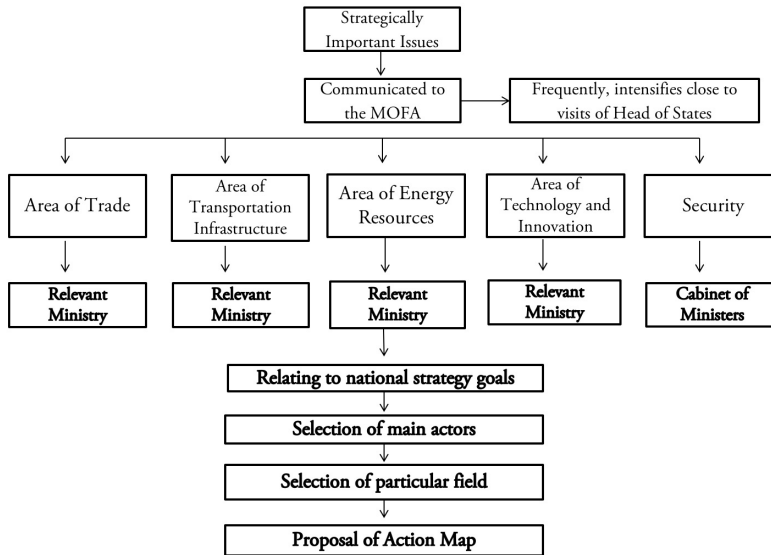 Strategically
Important Issues
Communicated to
the MOFA
Frequently, intensifies close to
visits of Head of States
Area of Trade
Area of
Transportation
Infrastructure
Area of Energy
Resources
Area of
Technology and
Innovation
Security
Relevant
Ministry
Relevant
Ministry
Relevant
Ministry
Relevant
Ministry
Cabinet of
Ministers
Relating to national strategy goals
Selection of main actors
Selection of particular field
Proposal of Action Map